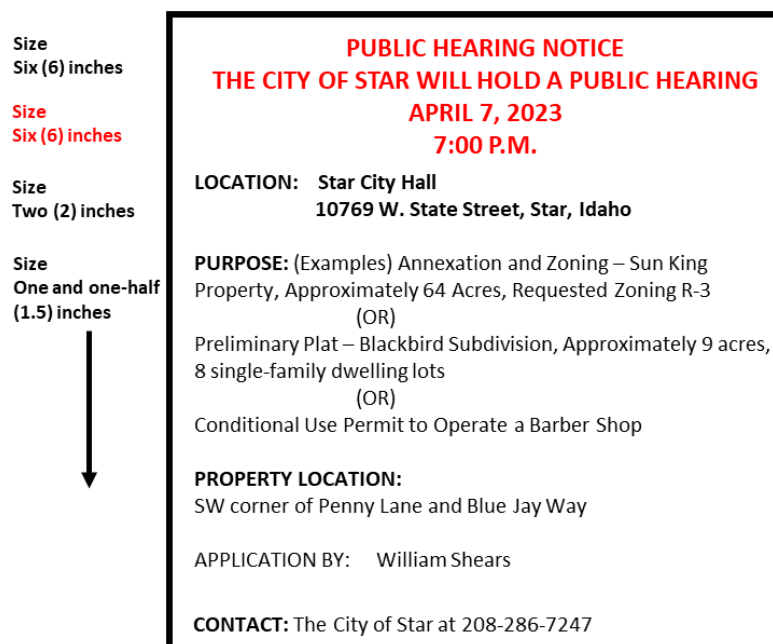 Size
Six (6) inches
Size
Six (6) inches
Size
Two (2) inches
Size
One and one-half
(1.5) inches
PUBLIC HEARING NOTICE
THE CITY OF STAR WILL HOLD A PUBLIC HEARING
APRIL 7, 2023
7:00 P.M.
LOCATION: Star City Hall
10769 W. State Street, Star, Idaho
PURPOSE: (Examples) Annexation and Zoning – Sun King
Property, Approximately 64 Acres, Requested Zoning R-3
(OR)
Preliminary Plat – Blackbird Subdivision, Approximately 9 acres,
8 single-family dwelling lots
(OR)
Conditional Use Permit to Operate a Barber Shop
PROPERTY LOCATION:
SW corner of Penny Lane and Blue Jay Way
APPLICATION BY: William Shears
CONTACT: The City of Star at 208-286-7247